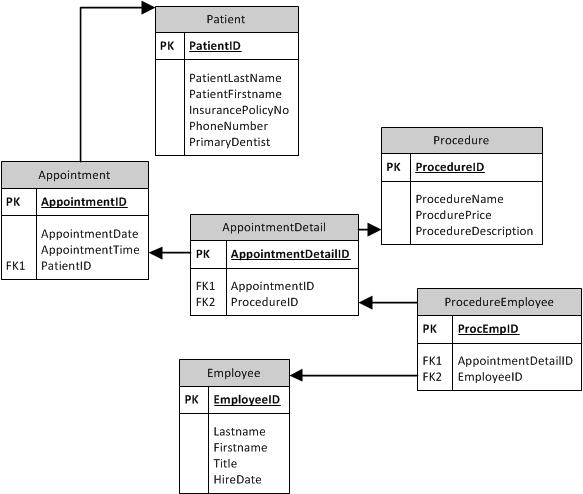 Patient
PK PatientID
PatientLastName
PatientFirstname
InsurancePolicyNo
PhoneNumber
PrimaryDentist
Procedure
PK ProcedureID
ProcedureName
ProcdurePrice
ProcedureDescription
Appointment
PK AppointmentID
AppointmentDate
AppointmentTime
FK1 PatientID
AppointmentDetail
PK AppointmentDetailID
FK1 AppointmentID
FK2 ProcedureID
ProcedureEmployee
PK ProcEmpID
FK1 AppointmentDetailID
FK2 EmployeeID
Employee
PK EmployeeID
Lastname
Firstname
Title
HireDate